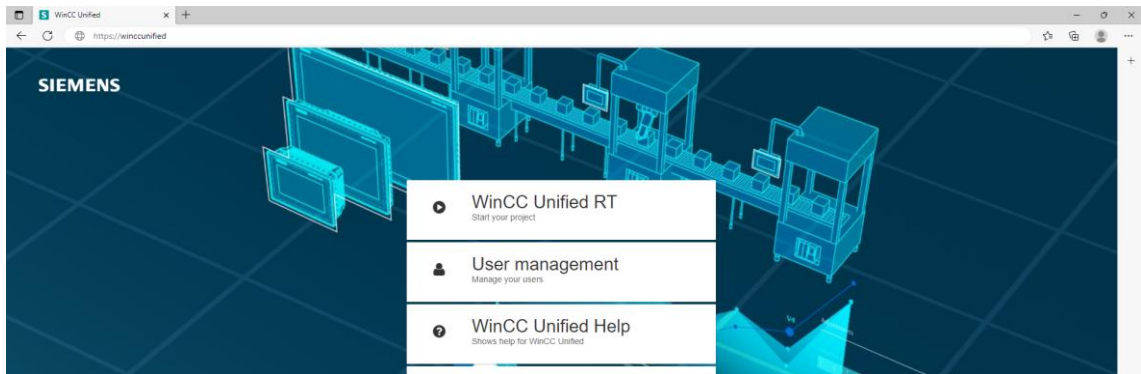 WinCC Unified
https://winccunified
SIEMENS
WinCC Unified RT
Start your project
User management
Manage your users
WinCC Unified Help
Shows help for WinCC Unified